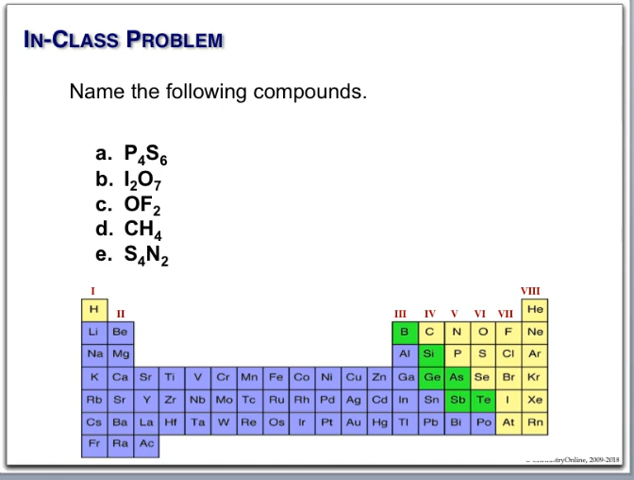 IN-CLASS PROBLEM
Name the following compounds.
a. P₄S₆
b. I₂O₇
c. OF₂
d. CH₄
e. S₄N₂
I VIII
H II III IV V VI VII He
Li Be B C N O F Ne
Na Mg Al Si P S Cl Ar
K Ca Sr Ti V Cr Mn Fe Co Ni Cu Zn Ga Ge As Se Br Kr
Rb Sr Y Zr Nb Mo Tc Ru Rh Pd Ag Cd In Sn Sb Te I Xe
Cs Ba La Hf Ta W Re Os Ir Pt Au Hg Tl Pb Bi Po At Rn
Fr Ra Ac
2009-2018